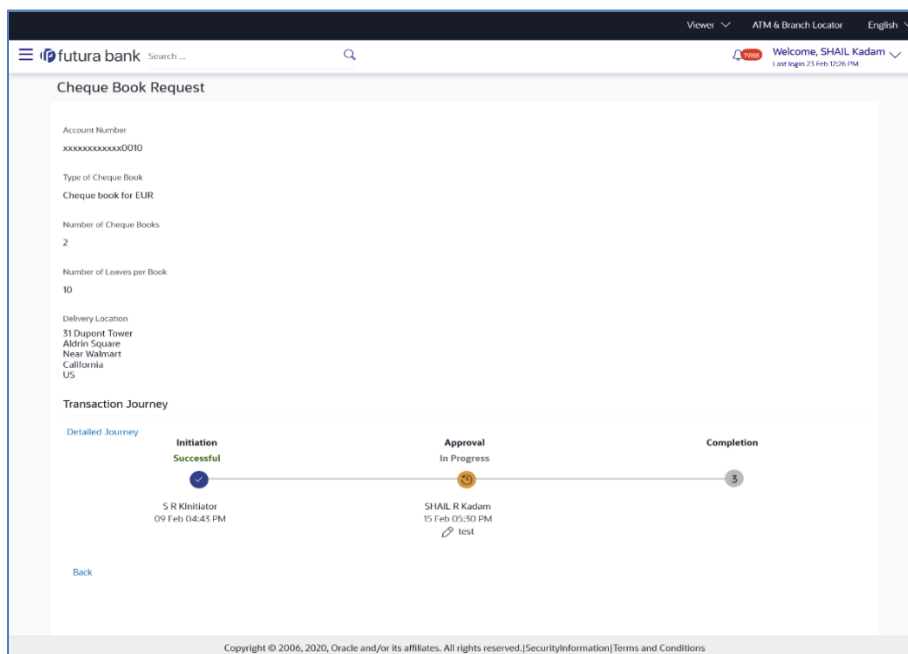 Viewer ATM & Branch Locator English
futura bank Search ... 1988 Welcome, SHAIL Kadam
Last login 23 Feb 12:26 PM
Cheque Book Request
Account Number
xxxxxxxxxxxx0010
Type of Cheque Book
Cheque book for EUR
Number of Cheque Books
2
Number of Leaves per Book
10
Delivery Location
31 Dupont Tower
Aldrin Square
Near Walmart
California
US
Transaction Journey
Detailed Journey
Initiation Approval Completion
Successful In Progress
3
S R KInitiator SHAIL R Kadam
09 Feb 04:43 PM 15 Feb 05:30 PM
test
Back
Copyright © 2006, 2020, Oracle and/or its affiliates. All rights reserved.|SecurityInformation|Terms and Conditions